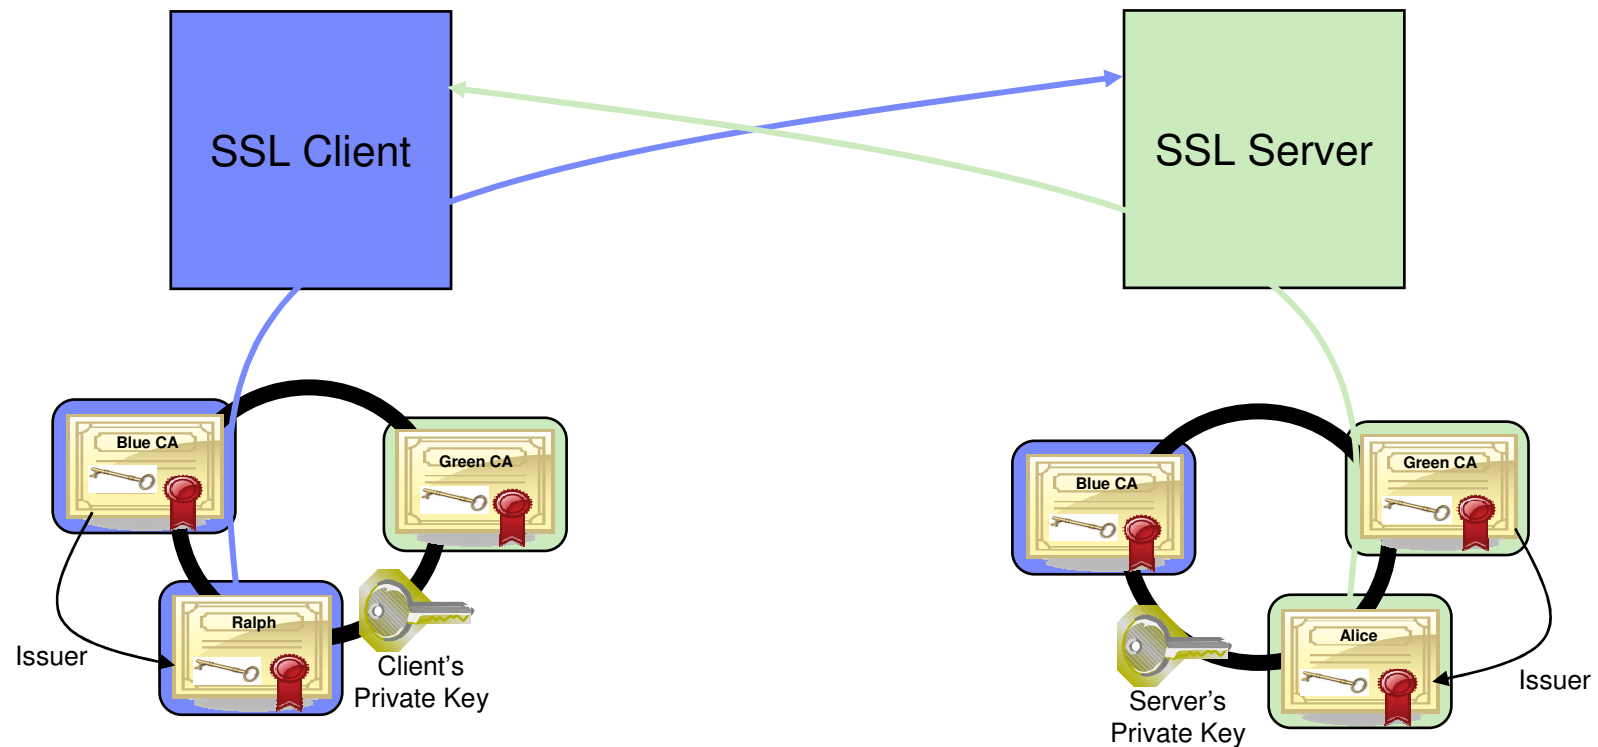 SSL Client
SSL Server
Blue CA
Green CA
Ralph
Issuer
Client’s
Private Key
Blue CA
Green CA
Alice
Issuer
Server’s
Private Key